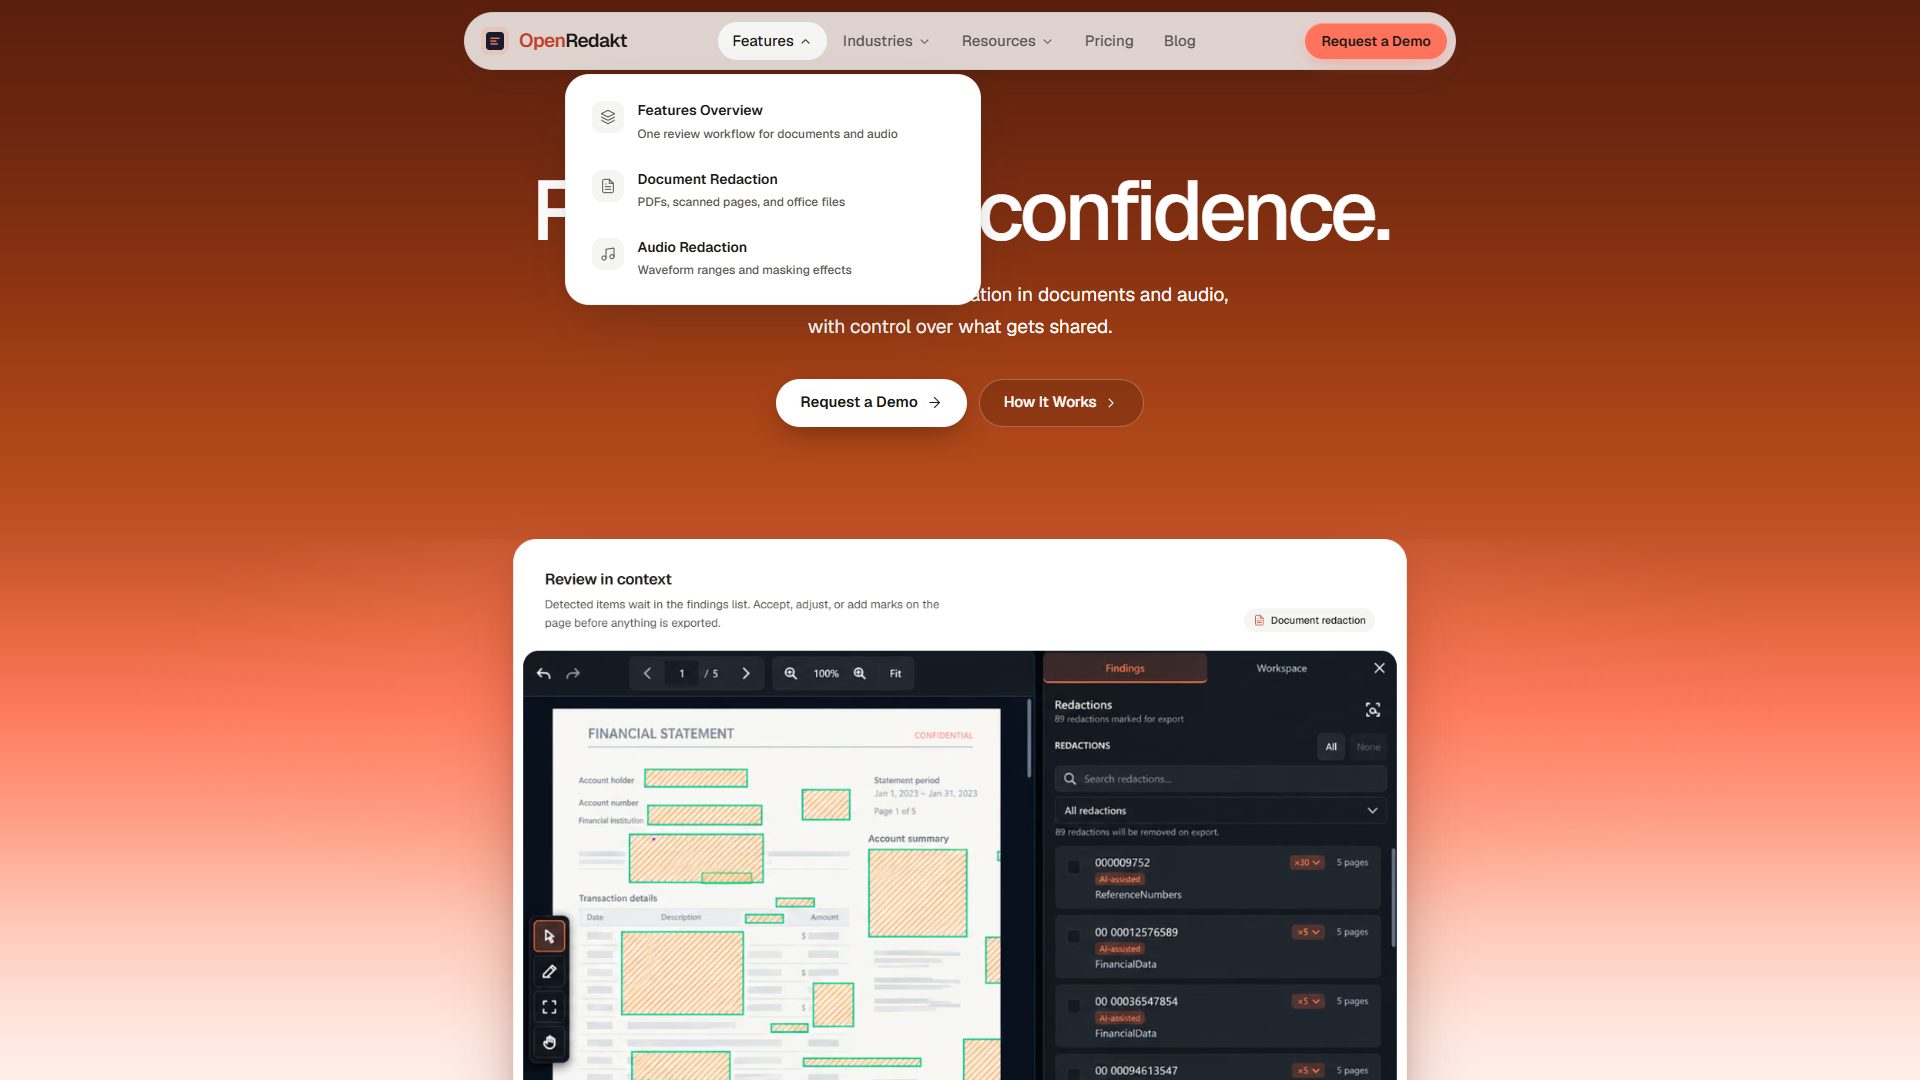 OpenRedakt
Features
Industries
Resources
Pricing
Blog
Request a Demo
Features Overview
One review workflow for documents and audio
Document Redaction
PDFs, scanned pages, and office files
Audio Redaction
Waveform ranges and masking effects
confidence.
in documents and audio,
with control over what gets shared.
Request a Demo
How It Works
Review in context
Detected items wait in the findings list. Accept, adjust, or add marks on the
page before anything is exported.
Document redaction
1 / 5
100%
Fit
Findings
Workspace
FINANCIAL STATEMENT
CONFIDENTIAL
Account holder
Account number
Financial institution
Statement period
Jan 1, 2023 – Jan 31, 2023
Page 1 of 5
Account summary
Transaction details
Date
Description
Amount
$
$
$
Redactions
89 redactions marked for export
REDACTIONS
All
None
Search redactions...
All redactions
89 redactions will be removed on export.
000009752
×30
5 pages
AI-assisted
ReferenceNumbers
00 00012576589
×5
5 pages
AI-assisted
FinancialData
00 00036547854
×5
5 pages
AI-assisted
FinancialData
00 00094613547
×5
5 pages